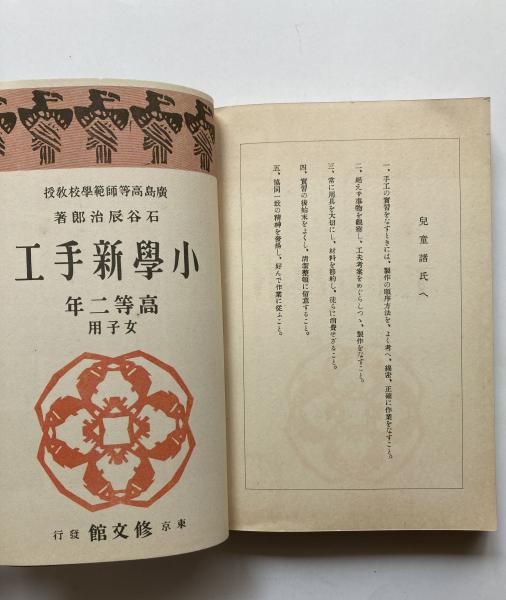 兒童諸氏へ
一、手工の實習をなすときには、製作の順序方法を、よく考へ、綿密、正確に作業をなすこと。
二、絕えず事物を觀察し、工夫考案をめぐらしつゝ、製作をなすこと。
三、常に用具を大切にし、材料を節約し、徒らに消費せざること。
四、實習の後始末をよくし、淸潔整頓に留意すること。
五、協同一致の精神を發揚し、好んで作業に從ふこと。
授敎校學範師等高島廣
著郞治辰谷石
工手新學小
年二等高
用子女
行發 館文修 京東